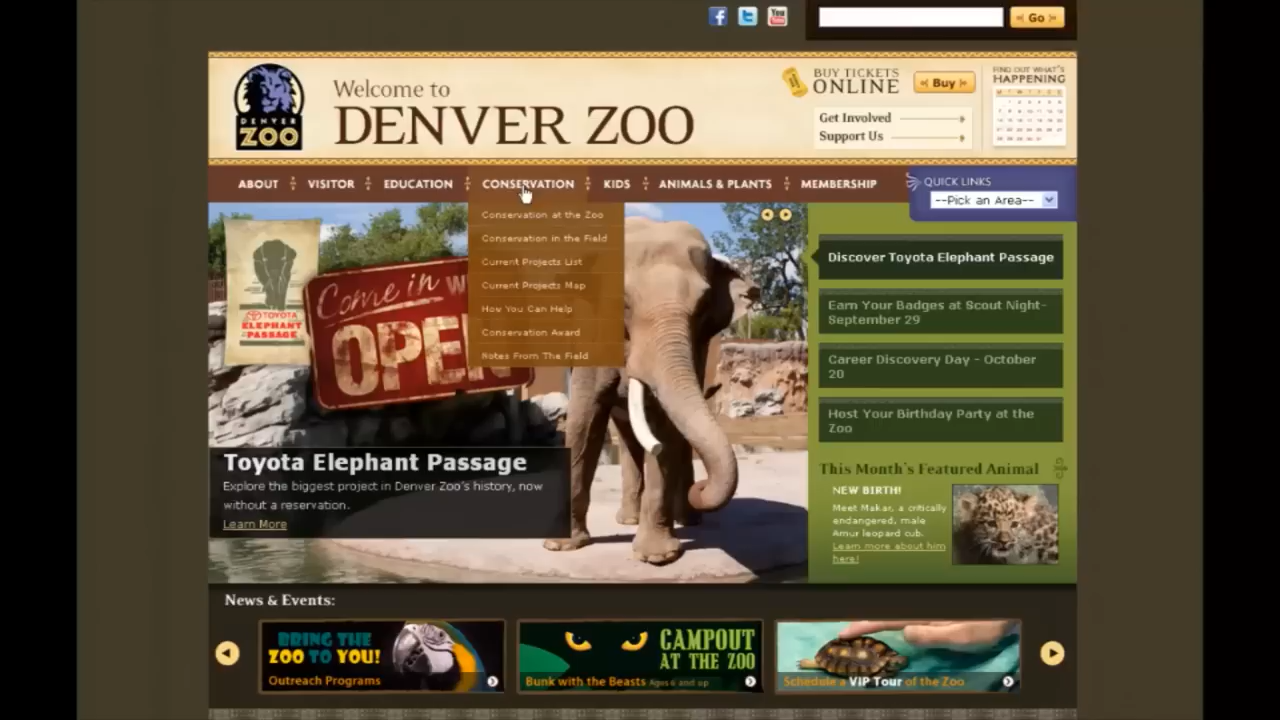 You Tube
Go
DENVER
ZOO
Welcome to
DENVER ZOO
BUY TICKETS
ONLINE
Buy
Get Involved
Support Us
FIND OUT WHAT'S
HAPPENING
ABOUT
VISITOR
EDUCATION
CONSERVATION
KIDS
ANIMALS & PLANTS
MEMBERSHIP
QUICK LINKS
--Pick an Area--
Conservation at the Zoo
Conservation in the Field
Current Projects List
Current Projects Map
How You Can Help
Conservation Award
Notes From The Field
TOYOTA
ELEPHANT
PASSAGE
Come in
OPEN
Toyota Elephant Passage
Explore the biggest project in Denver Zoo's history, now
without a reservation.
Learn More
Discover Toyota Elephant Passage
Earn Your Badges at Scout Night-
September 29
Career Discovery Day - October
20
Host Your Birthday Party at the
Zoo
This Month's Featured Animal
NEW BIRTH!
Meet Makar, a critically
endangered, male
Amur leopard cub.
Learn more about him
here!
News & Events:
BRING THE
ZOO TO YOU!
Outreach Programs
CAMPOUT
AT THE ZOO
Bunk with the Beasts Ages 6 and up
Schedule a VIP Tour of the Zoo